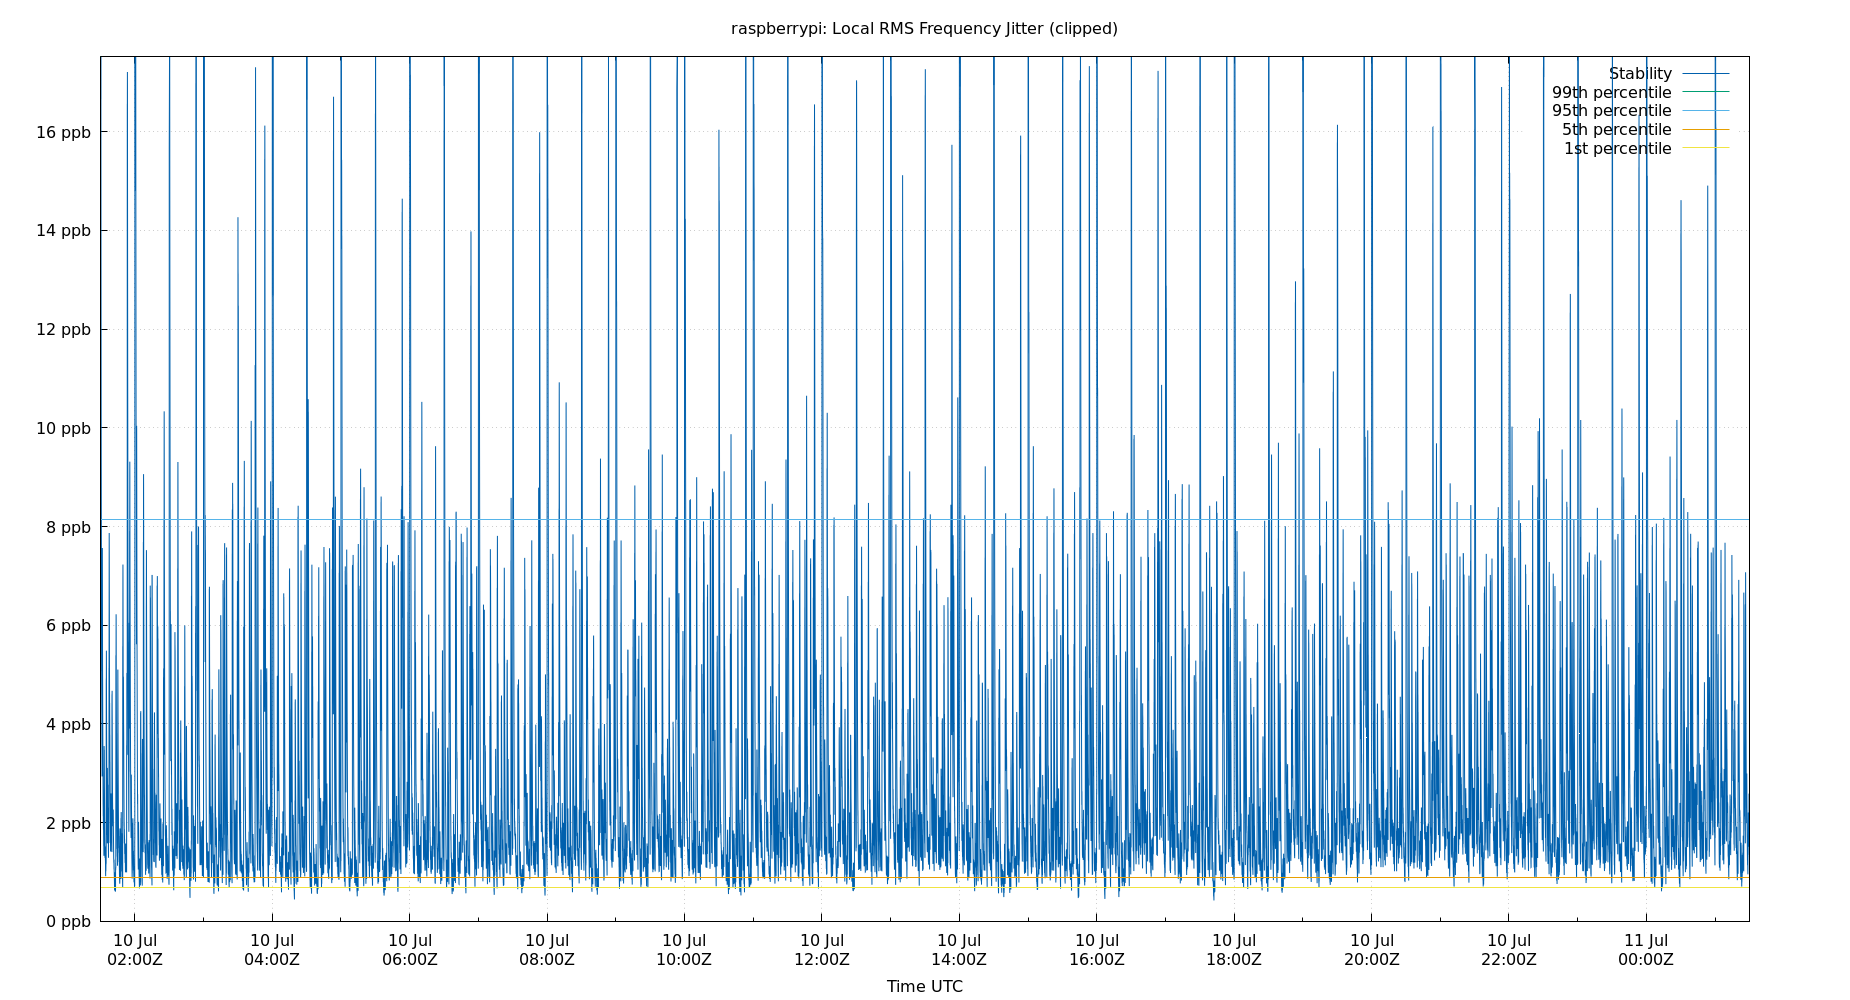 raspberrypi: Local RMS Frequency Jitter (clipped)
Stability
99th percentile
95th percentile
5th percentile
1st percentile
16 ppb
14 ppb
12 ppb
10 ppb
8 ppb
6 ppb
4 ppb
2 ppb
0 ppb
10 Jul 10 Jul 10 Jul 10 Jul 10 Jul 10 Jul 10 Jul 10 Jul 10 Jul 10 Jul 10 Jul 11 Jul
02:00Z 04:00Z 06:00Z 08:00Z 10:00Z 12:00Z 14:00Z 16:00Z 18:00Z 20:00Z 22:00Z 00:00Z
Time UTC